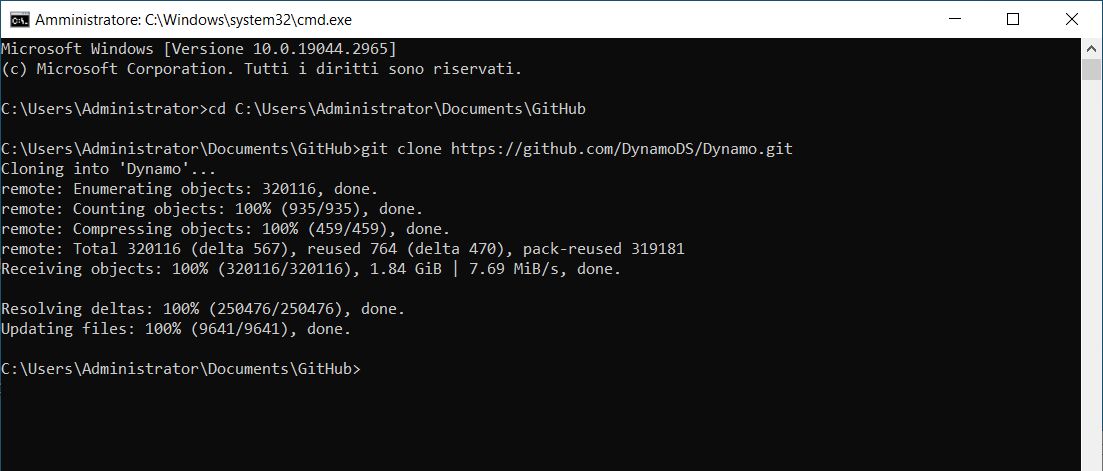 Amministratore: C:\Windows\system32\cmd.exe
Microsoft Windows [Versione 10.0.19044.2965]
(c) Microsoft Corporation. Tutti i diritti sono riservati.
C:\Users\Administrator>cd C:\Users\Administrator\Documents\GitHub
C:\Users\Administrator\Documents\GitHub>git clone https://github.com/DynamoDS/Dynamo.git
Cloning into 'Dynamo'...
remote: Enumerating objects: 320116, done.
remote: Counting objects: 100% (935/935), done.
remote: Compressing objects: 100% (459/459), done.
remote: Total 320116 (delta 567), reused 764 (delta 470), pack-reused 319181
Receiving objects: 100% (320116/320116), 1.84 GiB | 7.69 MiB/s, done.
Resolving deltas: 100% (250476/250476), done.
Updating files: 100% (9641/9641), done.
C:\Users\Administrator\Documents\GitHub>